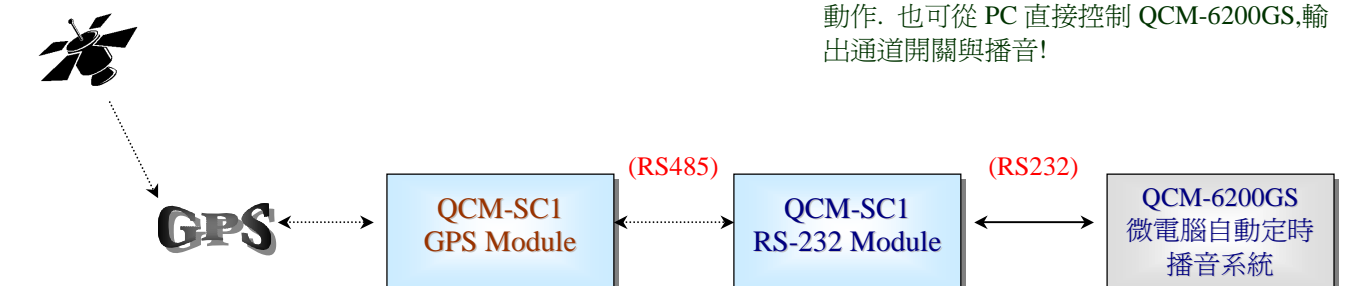 動作. 也可從 PC 直接控制 QCM-6200GS,輸
出通道開關與播音!
(RS485)
(RS232)
GPS
QCM-SC1
GPS Module
QCM-SC1
RS-232 Module
QCM-6200GS
微電腦自動定時
播音系統